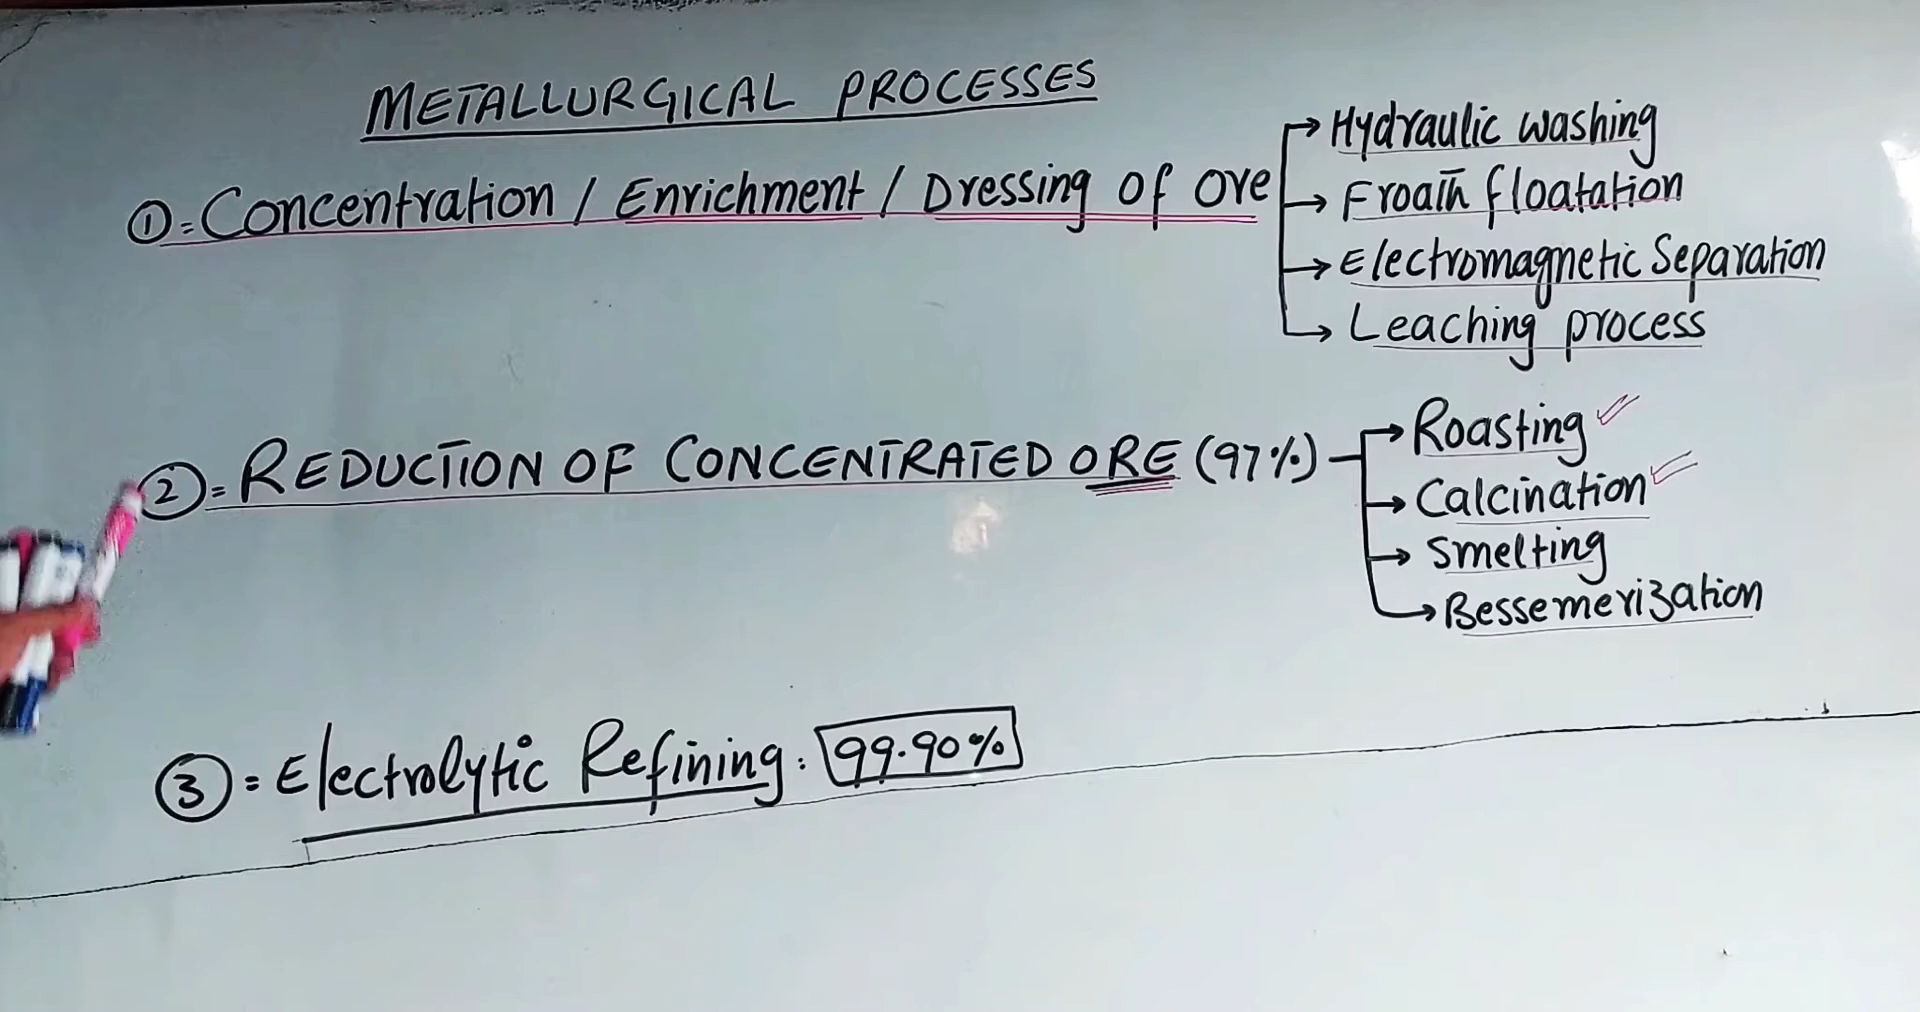 METALLURGICAL PROCESSES
①= Concentration / Enrichment / Dressing of ore
→ Hydraulic washing
→ Froath floatation
→ Electromagnetic Separation
→ Leaching process
②= REDUCTION OF CONCENTRATED ORE (97%)
→ Roasting ✓
→ Calcination ✓
→ Smelting
→ Bessemerization
③= Electrolytic Refining: 99.90%